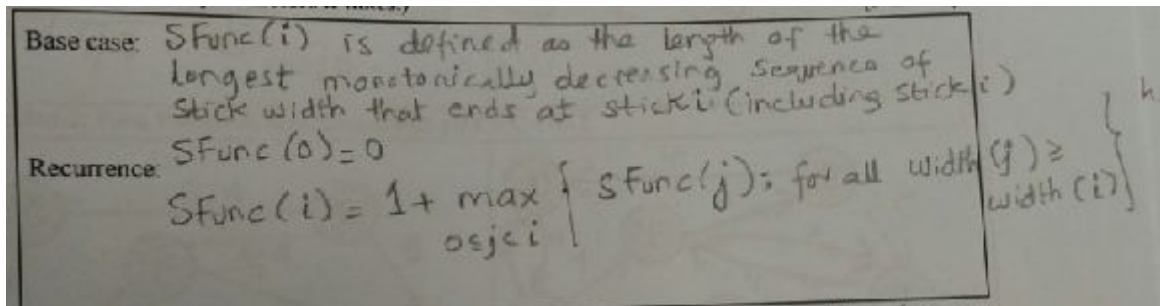 Base case: SFunc(i) is defined as the length of the
longest monotonically decreasing sequence of
stick width that ends at stick i (including stick i)
Recurrence: SFunc(0)=0
SFunc(i) = 1 + max { SFunc(j); for all width(j) ≥
0≤j<i width(i) }